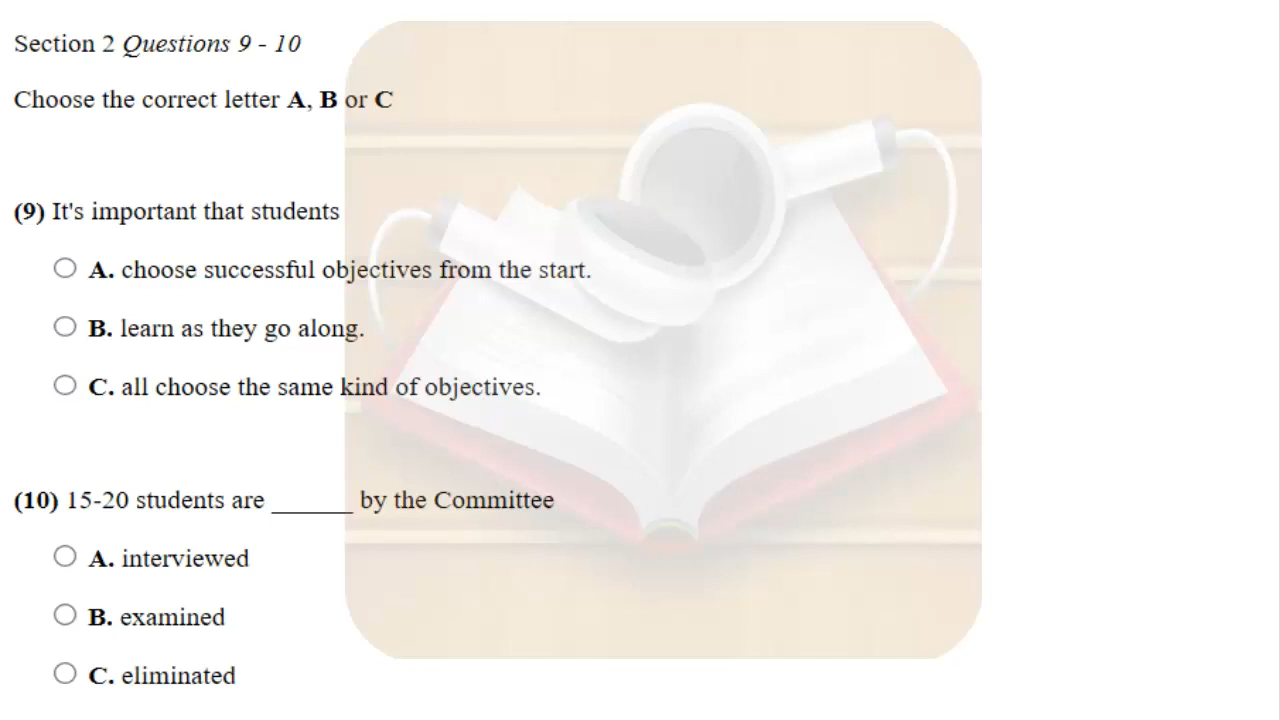 Section 2 Questions 9 - 10
Choose the correct letter A, B or C
(9) It's important that students
A. choose successful objectives from the start.
B. learn as they go along.
C. all choose the same kind of objectives.
(10) 15-20 students are ______ by the Committee
A. interviewed
B. examined
C. eliminated